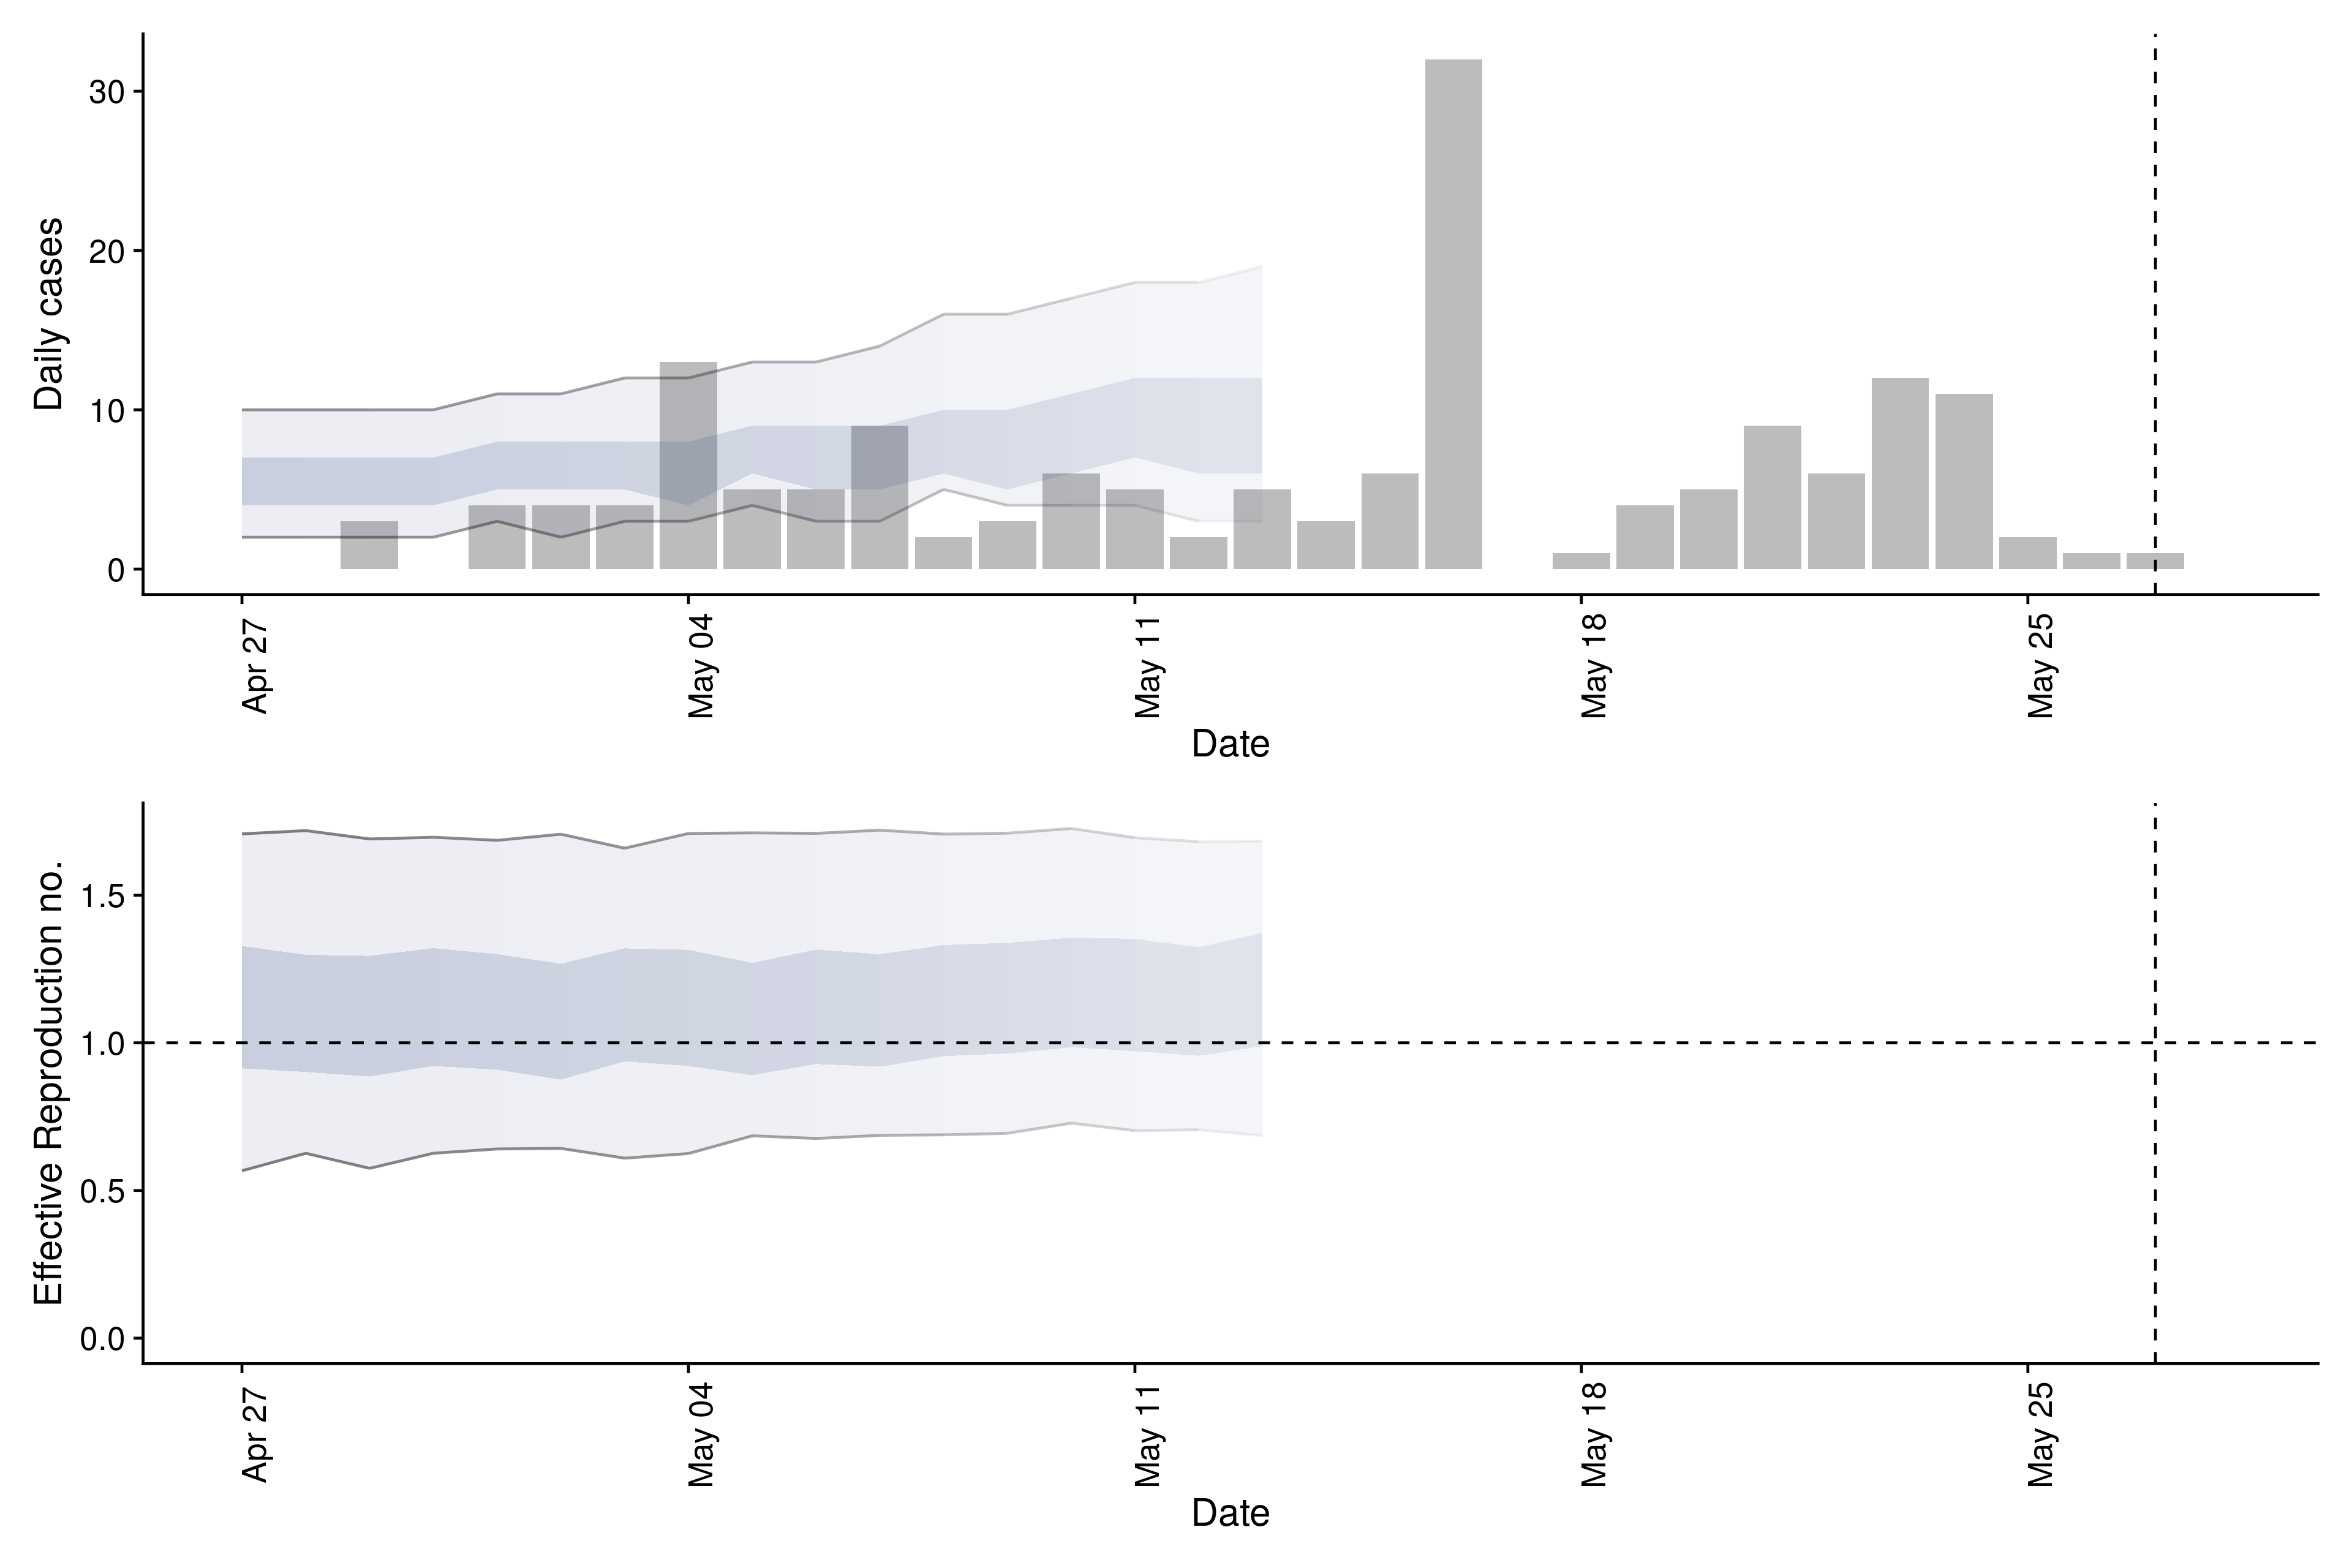 Daily cases
30
20
10
0
Apr 27
May 04
May 11
May 18
May 25
Date
Effective Reproduction no.
1.5
1.0
0.5
0.0
Apr 27
May 04
May 11
May 18
May 25
Date